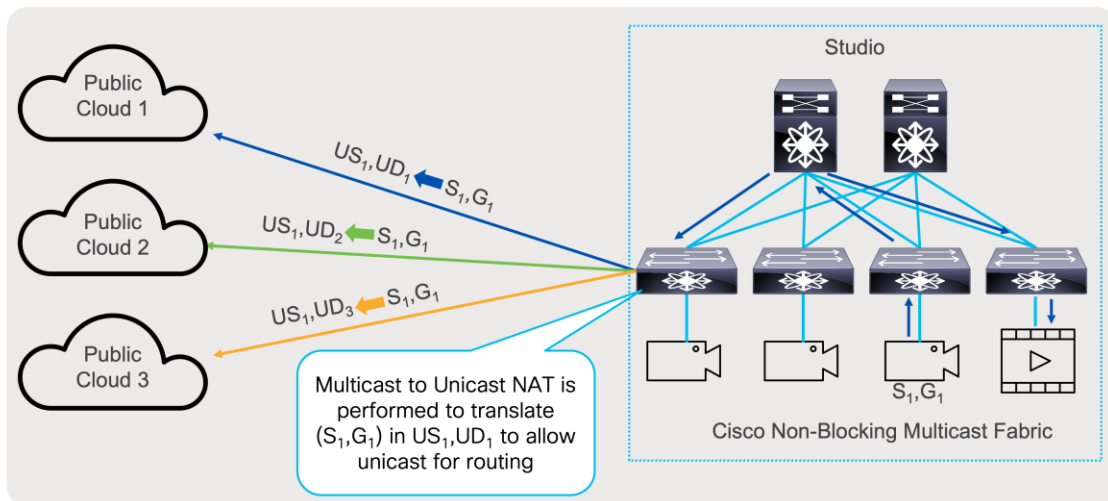 Studio
Public
Cloud 1
US₁,UD₁ S₁,G₁
Public
Cloud 2
US₁,UD₂ S₁,G₁
US₁,UD₃ S₁,G₁
Public
Cloud 3
Multicast to Unicast NAT is
performed to translate
(S₁,G₁) in US₁,UD₁ to allow
unicast for routing
S₁,G₁
Cisco Non-Blocking Multicast Fabric